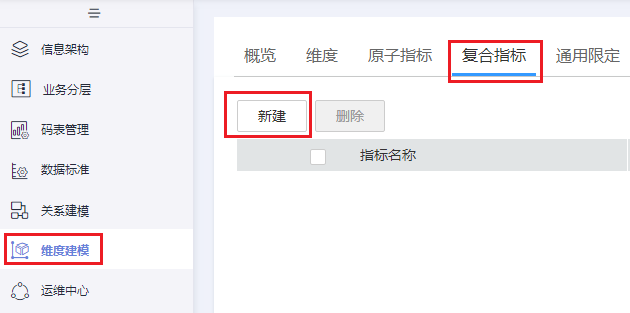 信息架构
业务分层
码表管理
数据标准
关系建模
维度建模
运维中心
概览 维度 原子指标 复合指标 通用限定
新建 删除
指标名称